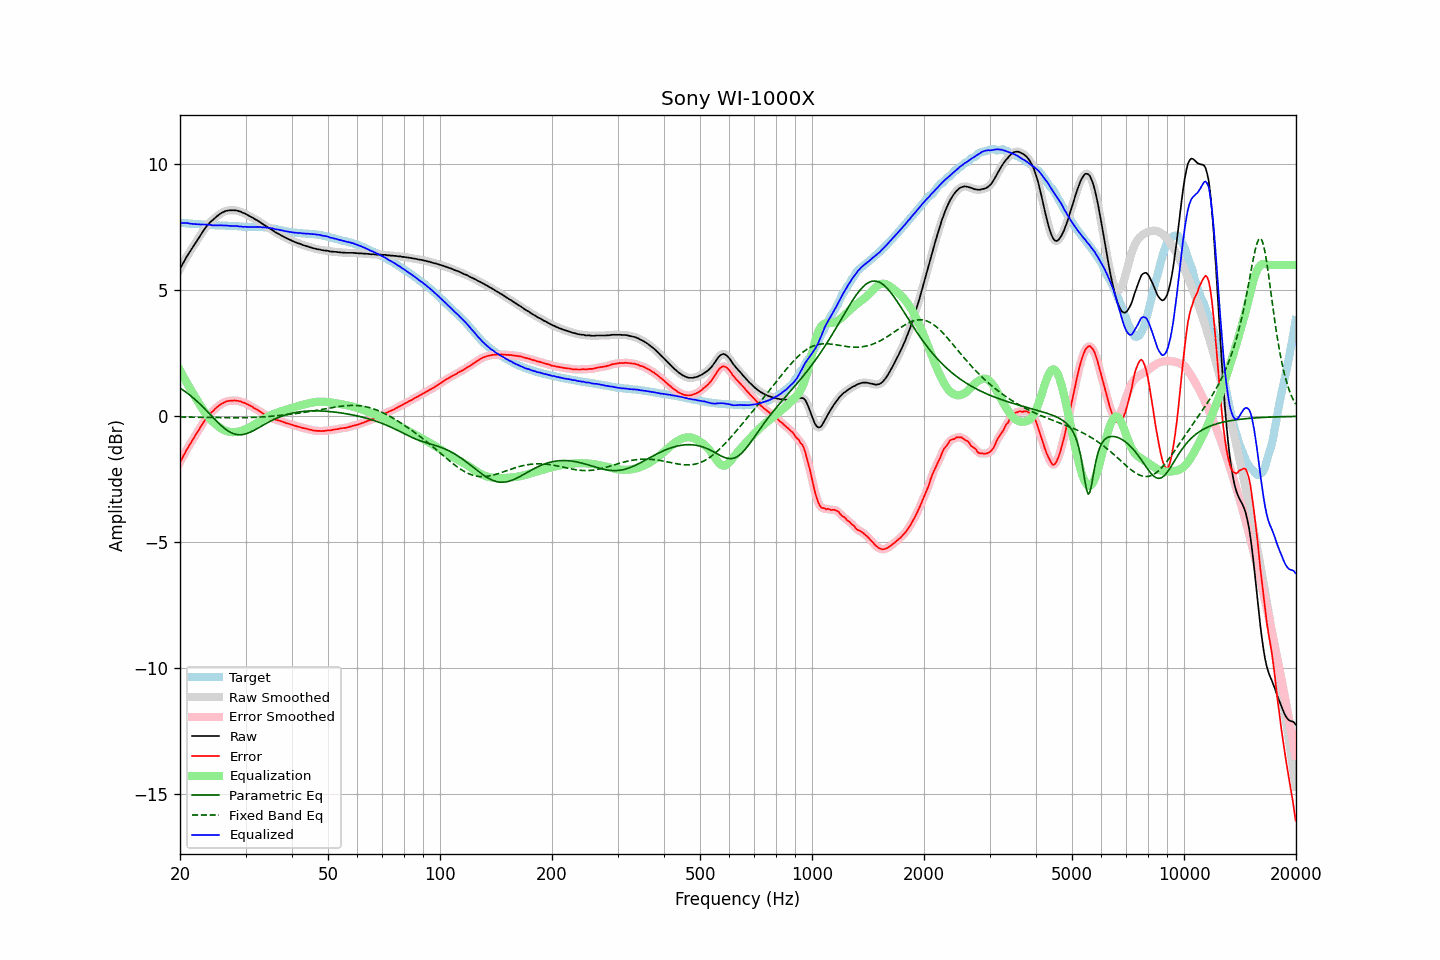 Sony WI-1000X
Amplitude (dBr)
10
5
0
−5
−10
−15
Target
Raw Smoothed
Error Smoothed
Raw
Error
Equalization
Parametric Eq
Fixed Band Eq
Equalized
20 50 100 200 500 1000 2000 5000 10000 20000
Frequency (Hz)